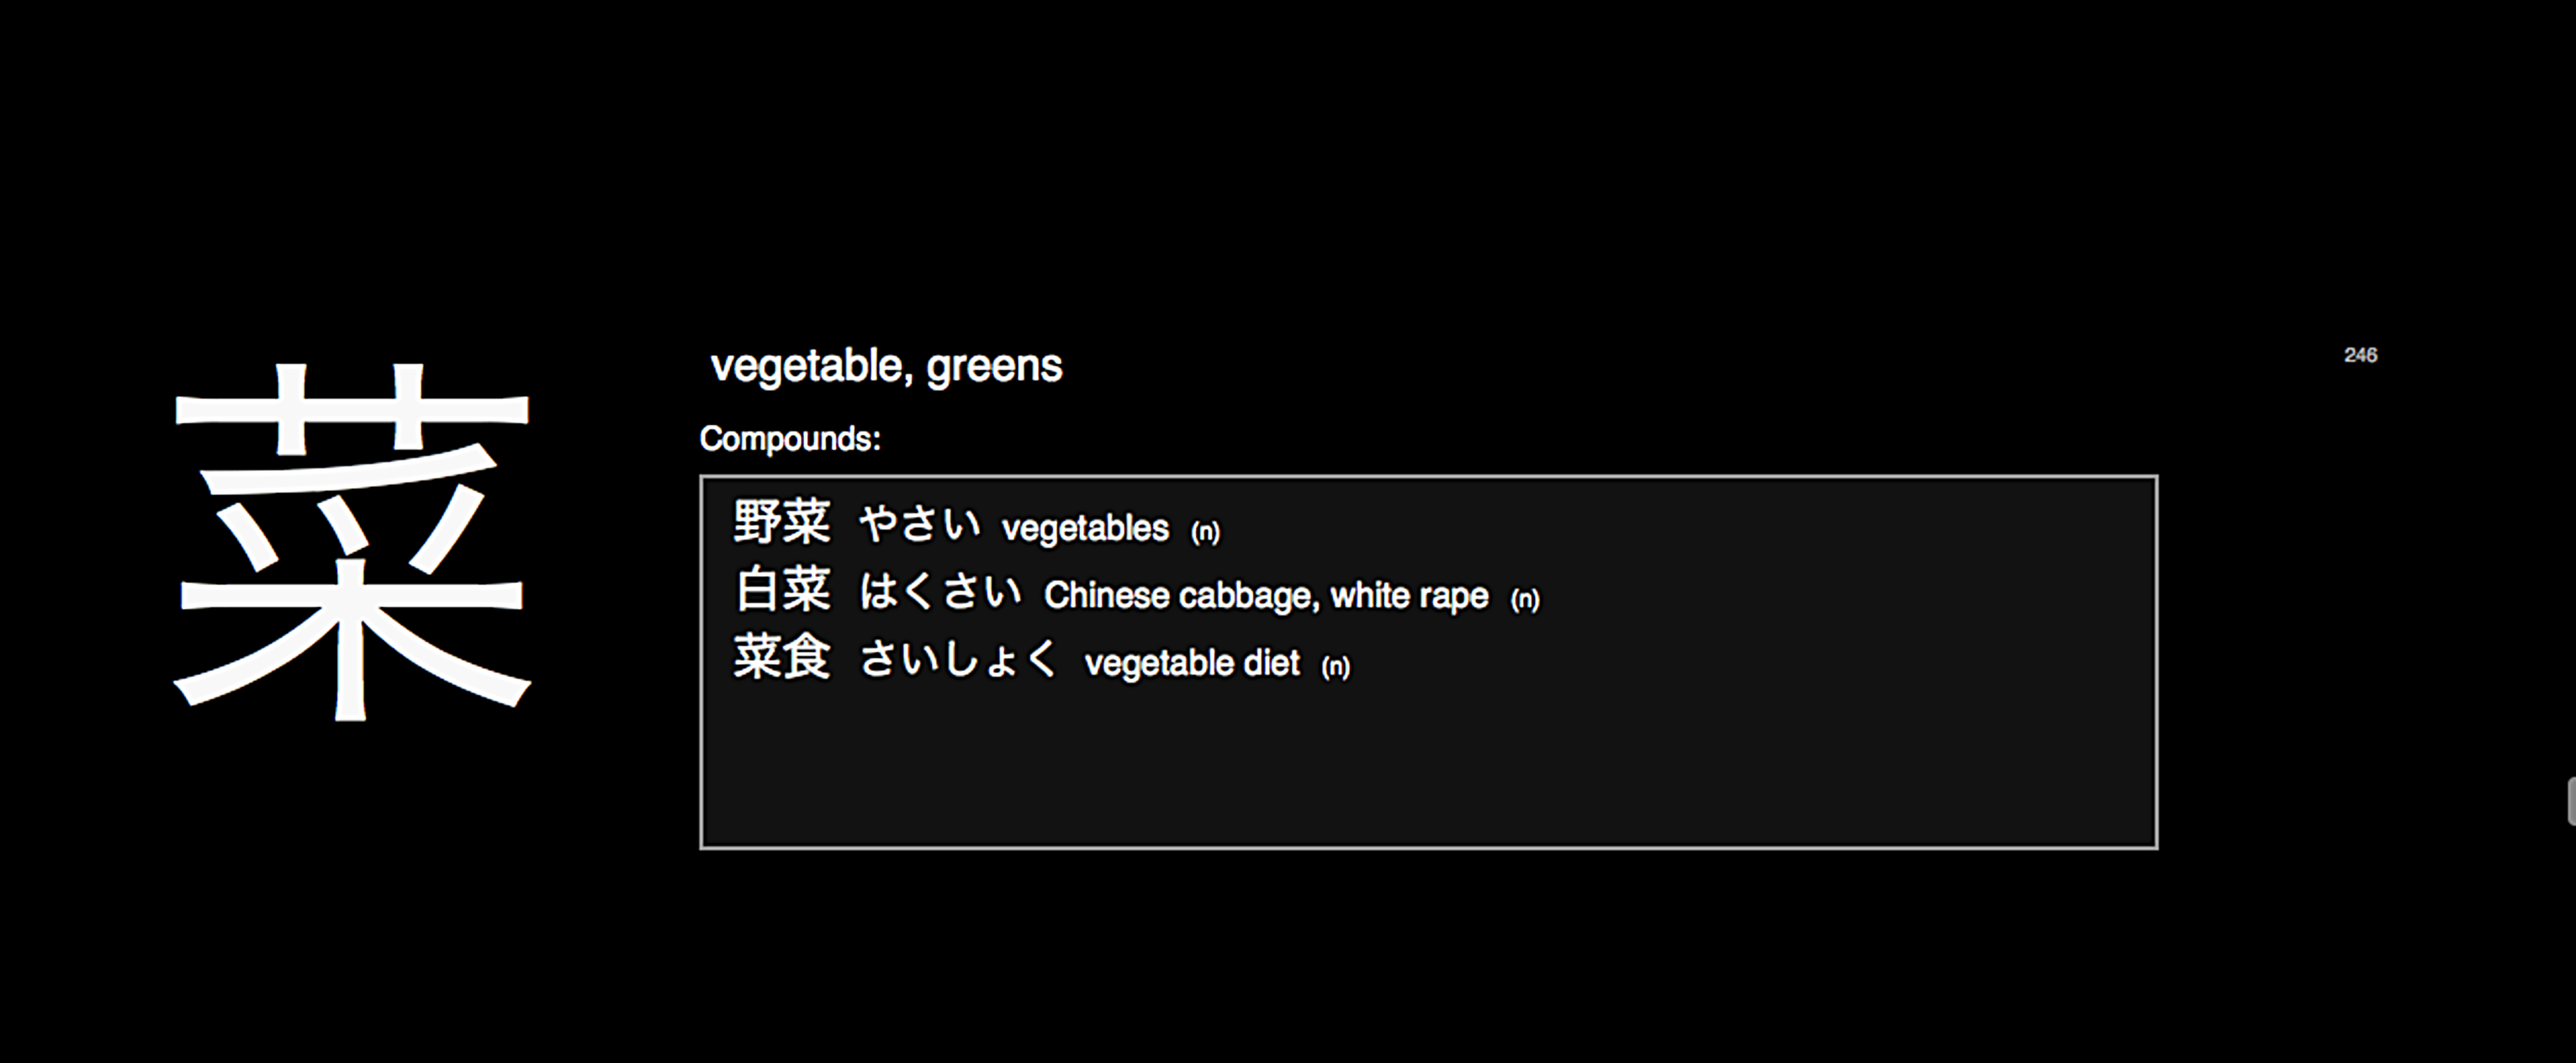 菜
vegetable, greens
246
Compounds:
野菜 やさい vegetables (n)
白菜 はくさい Chinese cabbage, white rape (n)
菜食 さいしょく vegetable diet (n)